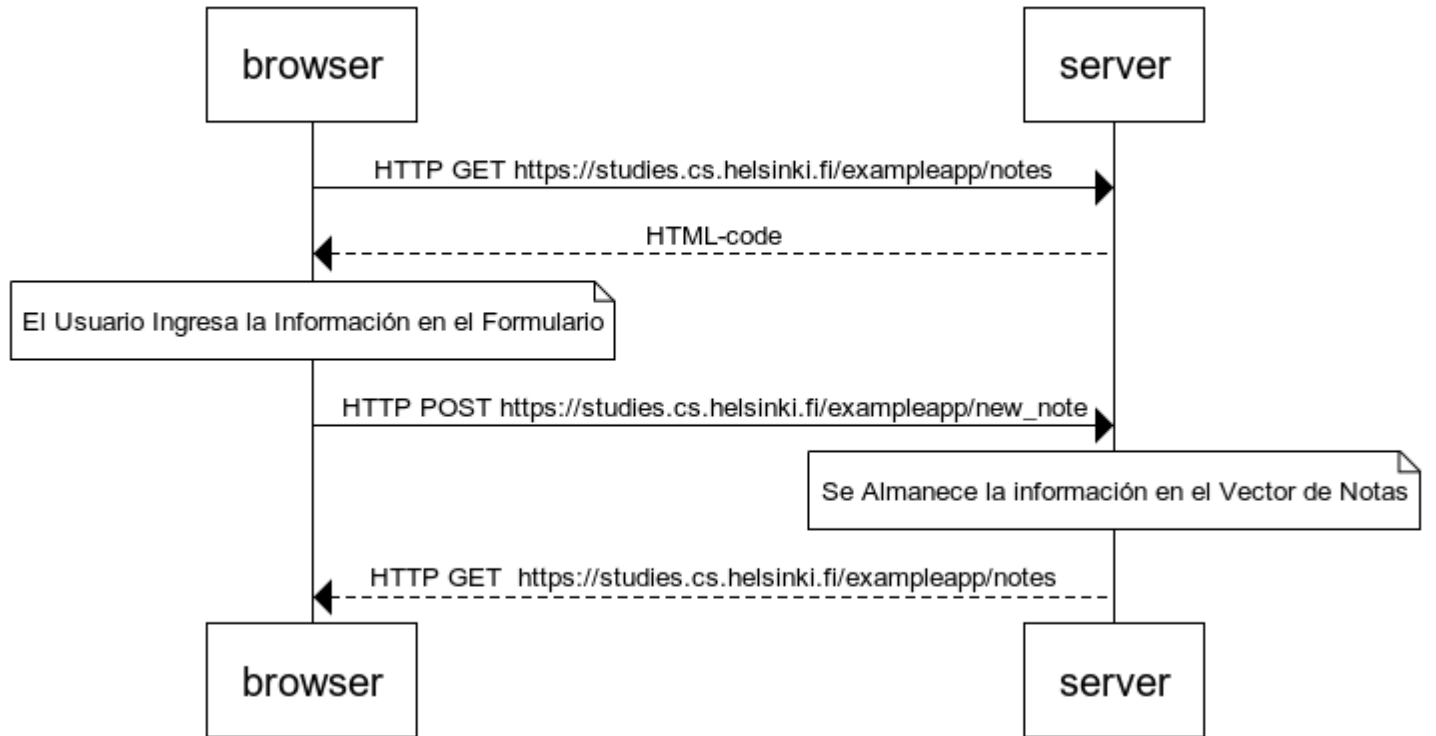 browser
server
HTTP GET https://studies.cs.helsinki.fi/exampleapp/notes
HTML-code
El Usuario Ingresa la Información en el Formulario
HTTP POST https://studies.cs.helsinki.fi/exampleapp/new_note
Se Almanece la información en el Vector de Notas
HTTP GET  https://studies.cs.helsinki.fi/exampleapp/notes
browser
server